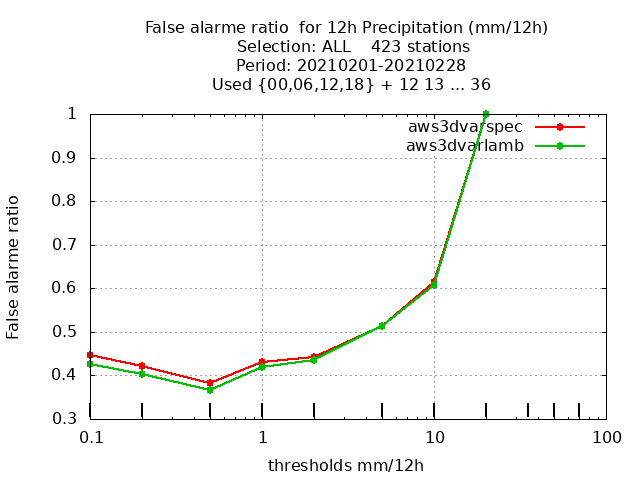 False alarme ratio  for 12h Precipitation (mm/12h)
Selection: ALL    423 stations
Period: 20210201-20210228
Used {00,06,12,18} + 12 13 ... 36
aws3dvarspec
aws3dvarlamb
1
0.9
0.8
0.7
0.6
0.5
0.4
0.3
False alarme ratio
0.1
1
10
100
thresholds mm/12h